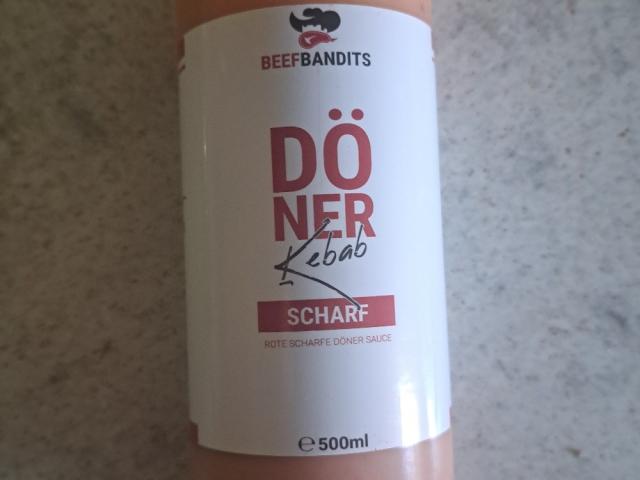 BEEFBANDITS
DÖ
NER
Kebab
SCHARF
ROTE SCHARFE DÖNER SAUCE
℮ 500ml